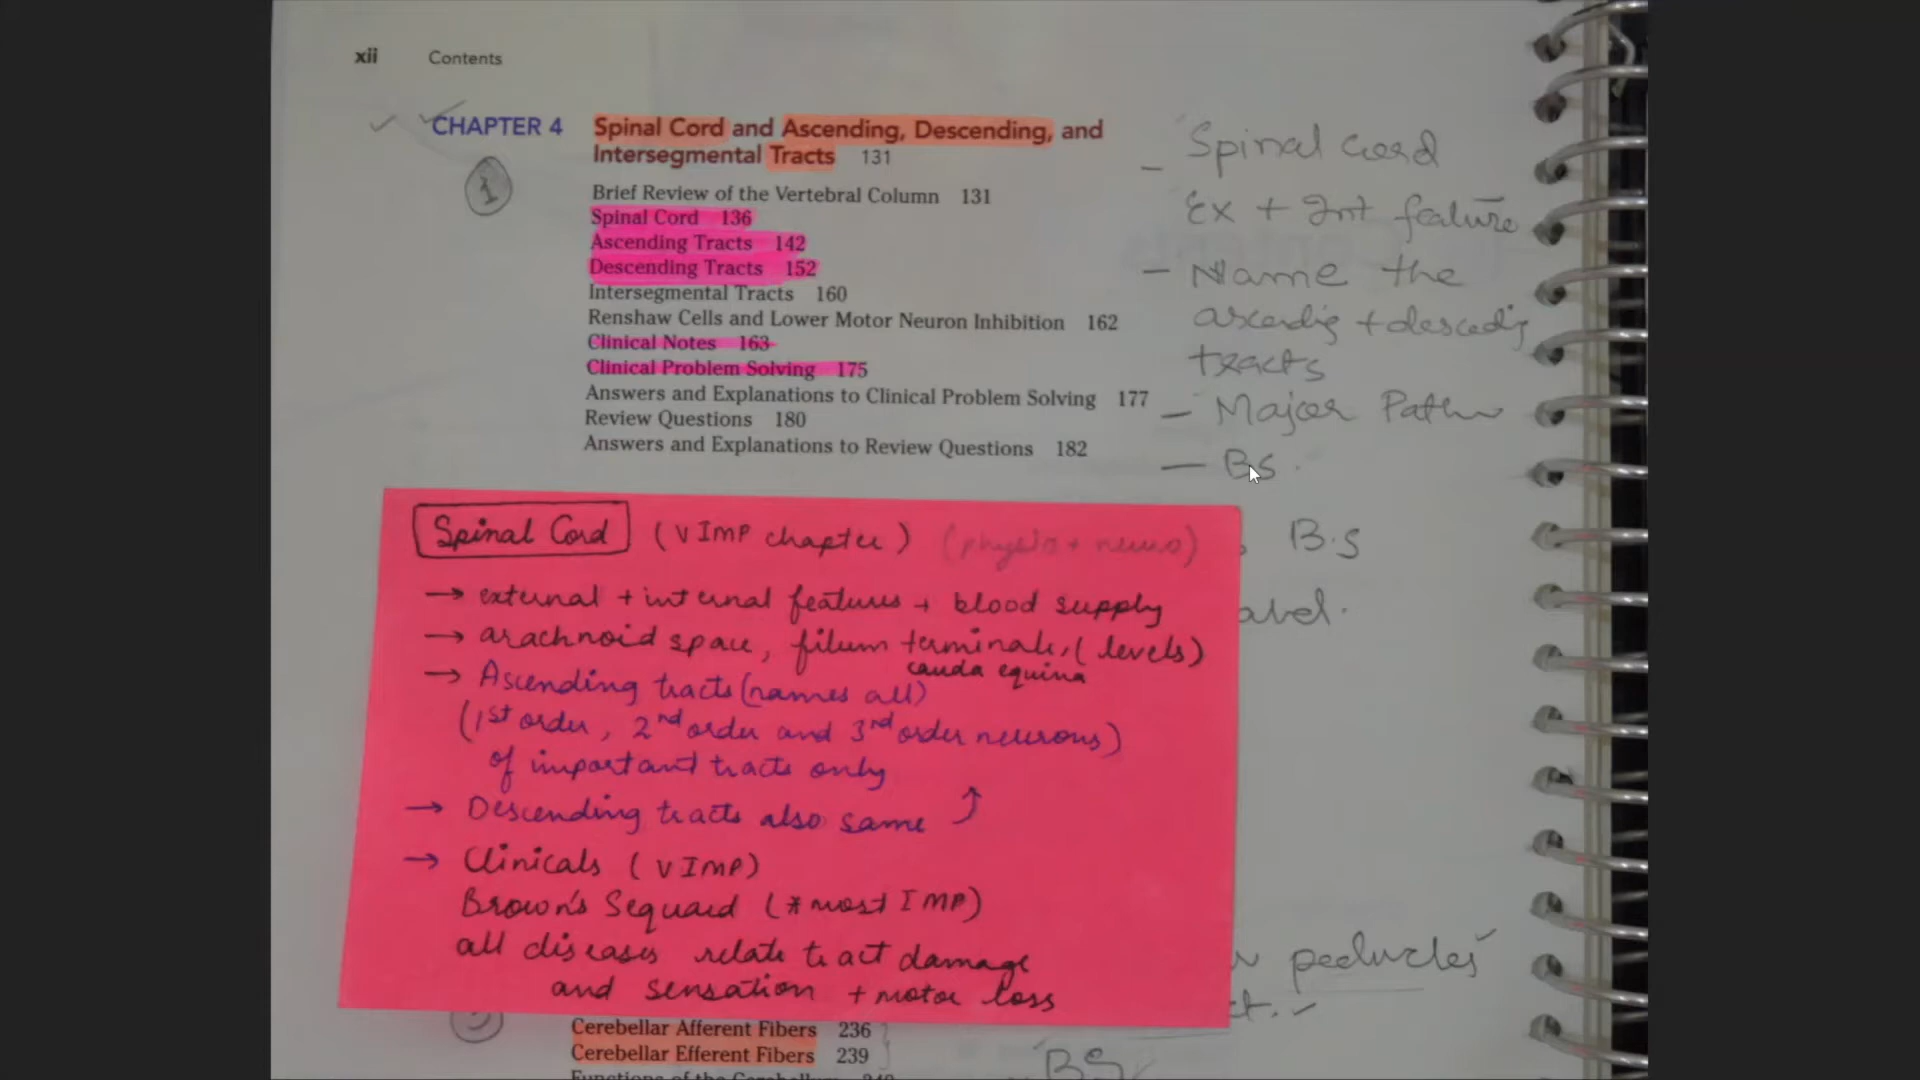 xii Contents
CHAPTER 4 Spinal Cord and Ascending, Descending, and
Intersegmental Tracts 131
Brief Review of the Vertebral Column 131
Spinal Cord 136
Ascending Tracts 142
Descending Tracts 152
Intersegmental Tracts 160
Renshaw Cells and Lower Motor Neuron Inhibition 162
Clinical Notes 163
Clinical Problem Solving 175
Answers and Explanations to Clinical Problem Solving 177
Review Questions 180
Answers and Explanations to Review Questions 182
1
- Spinal cord
Ex + Int feature
- Name the
ascendig + descedig
tracts
- Major Path
- BS.
B.S
abel.
Spinal Cord (V IMP chapter) (physio + neuro)
→ external + internal features + blood supply
→ arachnoid space, filum terminale, (levels)
cauda equina
→ Ascending tracts (names all)
(1st order, 2nd order and 3rd order neurons)
of important tracts only
→ Descending tracts also same
→ Clinicals (V IMP)
Brown's Sequard (* most IMP)
all diseases relate tract damage
and sensation + motor loss
peduncles
ct.
Cerebellar Afferent Fibers 236
Cerebellar Efferent Fibers 239
BS